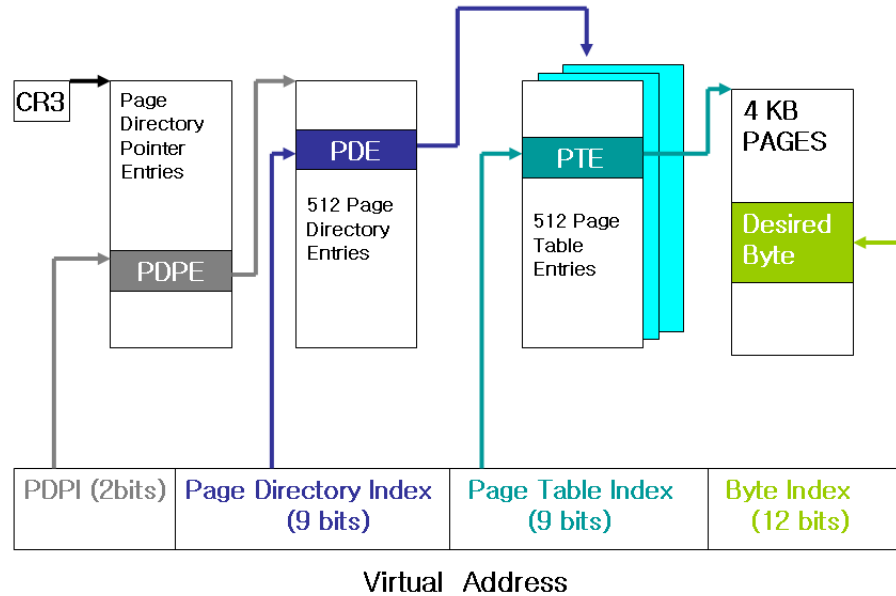 CR3
Page
Directory
Pointer
Entries
PDPE
PDE
512 Page
Directory
Entries
PTE
512 Page
Table
Entries
4 KB
PAGES
Desired
Byte
PDPI (2bits)
Page Directory Index
(9 bits)
Page Table Index
(9 bits)
Byte Index
(12 bits)
Virtual Address